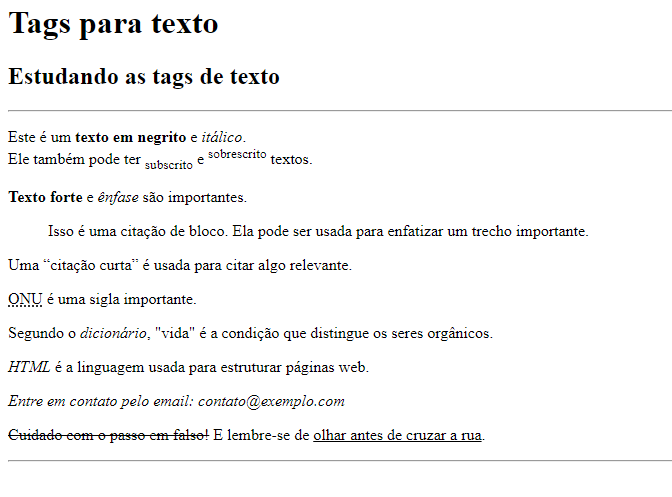 Tags para texto
Estudando as tags de texto
Este é um texto em negrito e itálico.
Ele também pode ter subscrito e sobrescrito textos.
Texto forte e ênfase são importantes.
Isso é uma citação de bloco. Ela pode ser usada para enfatizar um trecho importante.
Uma “citação curta” é usada para citar algo relevante.
ONU é uma sigla importante.
Segundo o dicionário, "vida" é a condição que distingue os seres orgânicos.
HTML é a linguagem usada para estruturar páginas web.
Entre em contato pelo email: contato@exemplo.com
Cuidado com o passo em falso! E lembre-se de olhar antes de cruzar a rua.